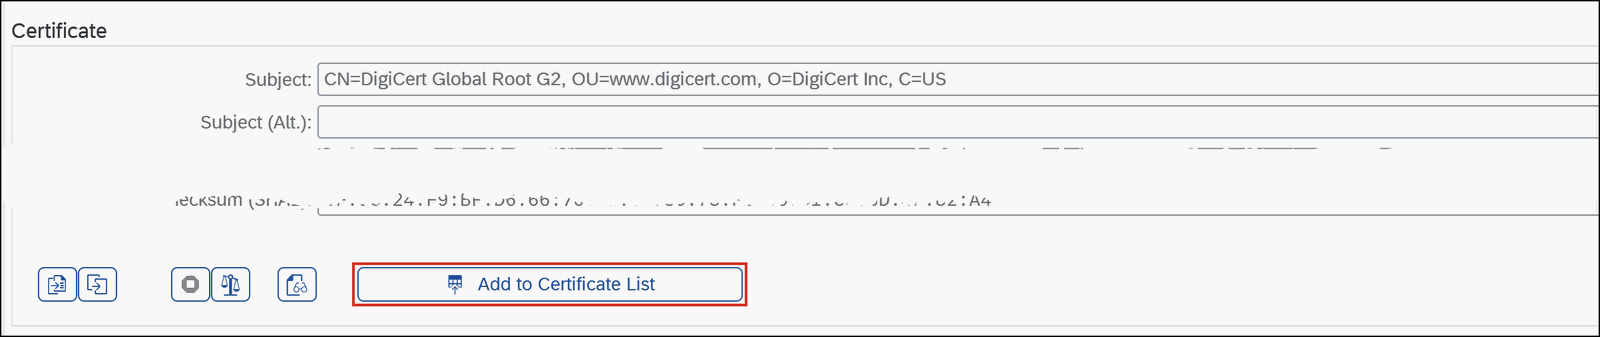 Certificate
Subject: CN=DigiCert Global Root G2, OU=www.digicert.com, O=DigiCert Inc, C=US
Subject (Alt.):
Add to Certificate List